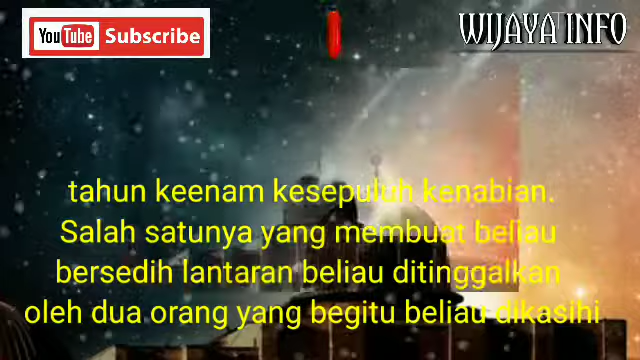 YouTube Subscribe
WIJAYA INFO
tahun keenam kesepuluh kenabian.
Salah satunya yang membuat beliau
bersedih lantaran beliau ditinggalkan
oleh dua orang yang begitu beliau dikasihi